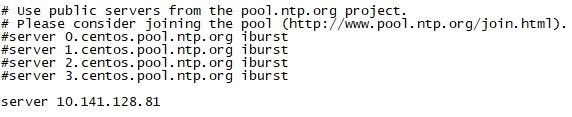 # Use public servers from the pool.ntp.org project.
# Please consider joining the pool (http://www.pool.ntp.org/join.html).
#server 0.centos.pool.ntp.org iburst
#server 1.centos.pool.ntp.org iburst
#server 2.centos.pool.ntp.org iburst
#server 3.centos.pool.ntp.org iburst
server 10.141.128.81